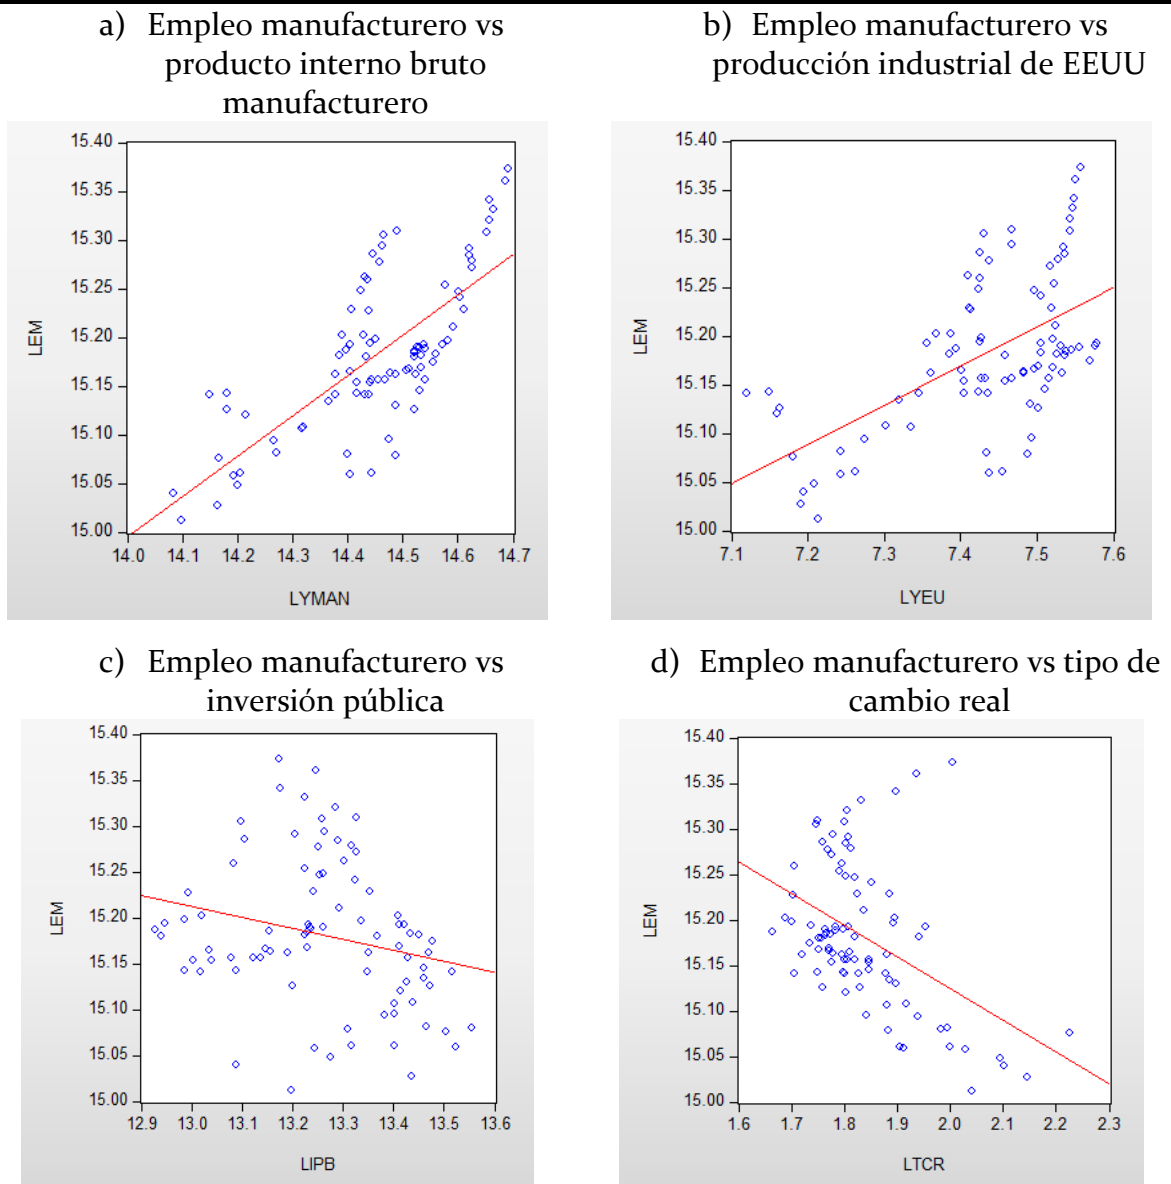 a) Empleo manufacturero vs
producto interno bruto
manufacturero
b) Empleo manufacturero vs
producción industrial de EEUU
15.40
15.35
15.30
15.25
15.20
15.15
15.10
15.05
15.00
LEM
14.0 14.1 14.2 14.3 14.4 14.5 14.6 14.7
LYMAN
15.40
15.35
15.30
15.25
15.20
15.15
15.10
15.05
15.00
LEM
7.1 7.2 7.3 7.4 7.5 7.6
LYEU
c) Empleo manufacturero vs
inversión pública
d) Empleo manufacturero vs tipo de
cambio real
15.40
15.35
15.30
15.25
15.20
15.15
15.10
15.05
15.00
LEM
12.9 13.0 13.1 13.2 13.3 13.4 13.5 13.6
LIPB
15.40
15.35
15.30
15.25
15.20
15.15
15.10
15.05
15.00
LEM
1.6 1.7 1.8 1.9 2.0 2.1 2.2 2.3
LTCR